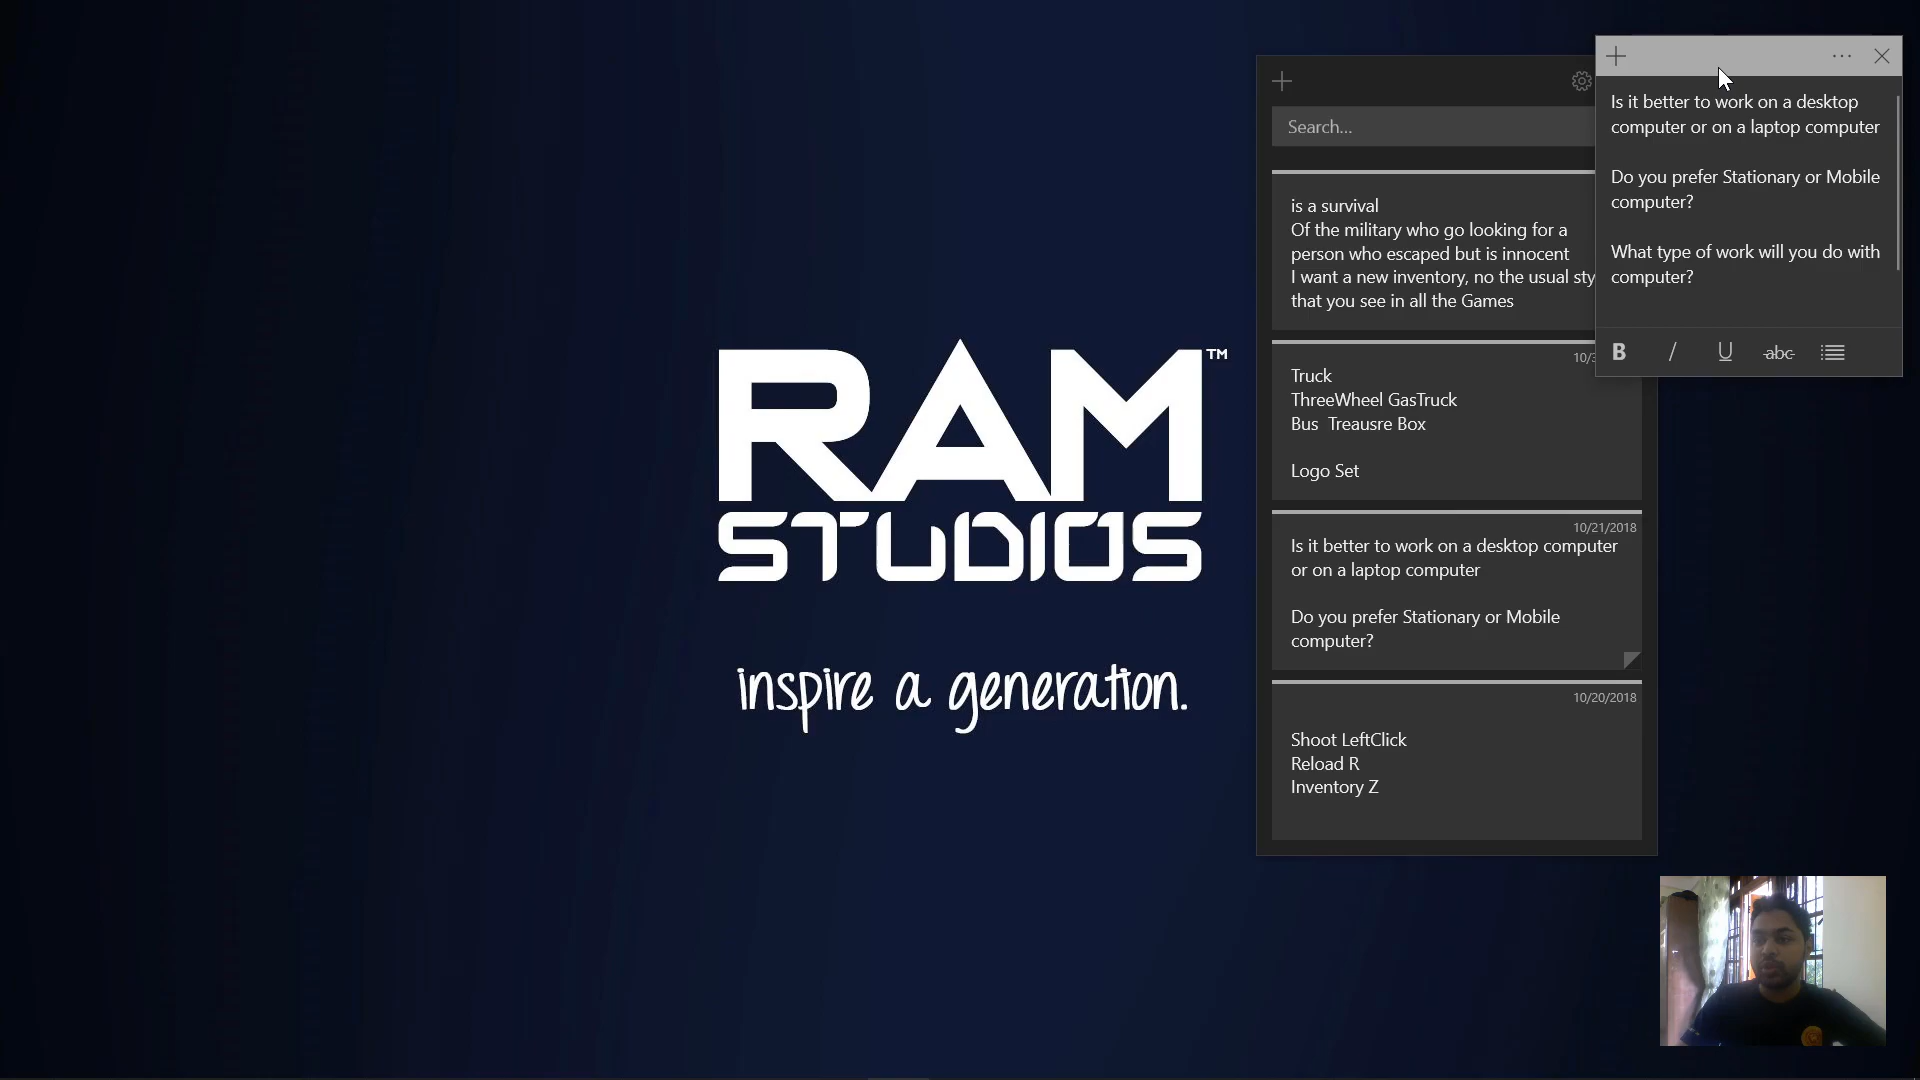 RAM™
STUDIOS
inspire a generation.
Search...
is a survival
Of the military who go looking for a
person who escaped but is innocent
I want a new inventory, no the usual sty
that you see in all the Games
10/3
Truck
ThreeWheel GasTruck
Bus  Treausre Box
Logo Set
10/21/2018
Is it better to work on a desktop computer
or on a laptop computer
Do you prefer Stationary or Mobile
computer?
10/20/2018
Shoot LeftClick
Reload R
Inventory Z
Is it better to work on a desktop
computer or on a laptop computer
Do you prefer Stationary or Mobile
computer?
What type of work will you do with
computer?
B / U abc